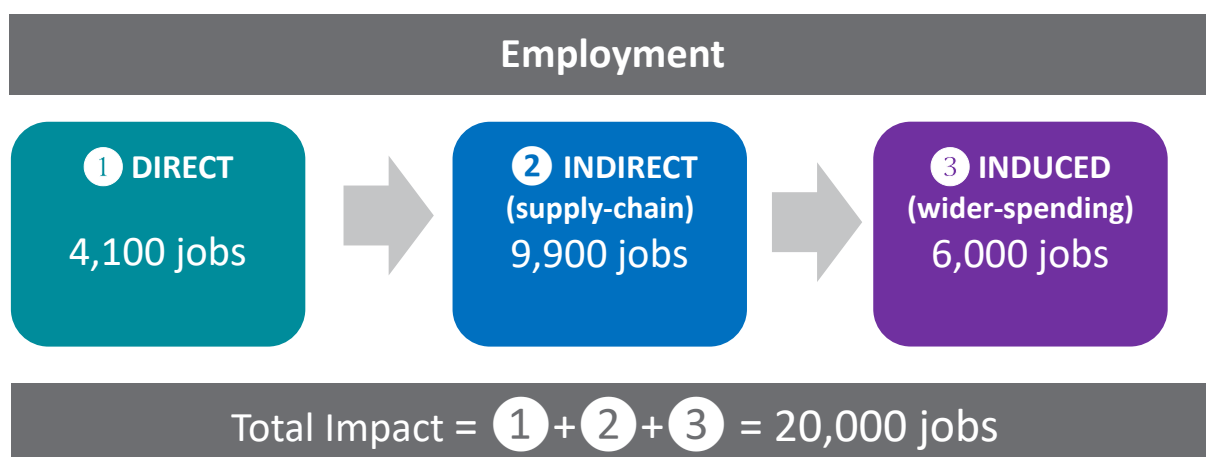 Employment
1 DIRECT
4,100 jobs
2 INDIRECT
(supply-chain)
9,900 jobs
3 INDUCED
(wider-spending)
6,000 jobs
Total Impact = 1+2+3 = 20,000 jobs